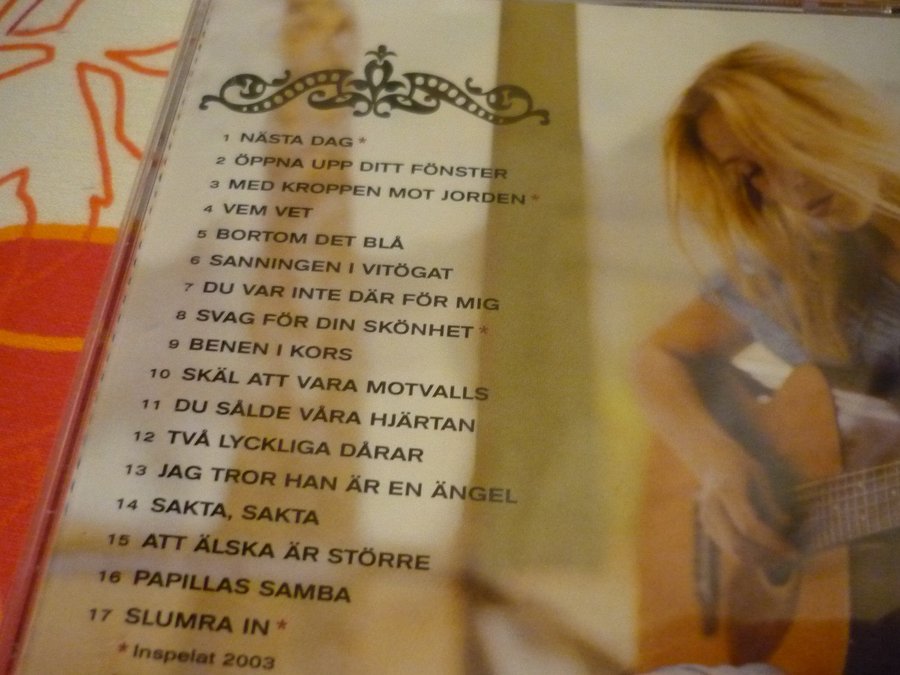 1 NÄSTA DAG *
2 ÖPPNA UPP DITT FÖNSTER
3 MED KROPPEN MOT JORDEN *
4 VEM VET
5 BORTOM DET BLÅ
6 SANNINGEN I VITÖGAT
7 DU VAR INTE DÄR FÖR MIG
8 SVAG FÖR DIN SKÖNHET *
9 BENEN I KORS
10 SKÄL ATT VARA MOTVALLS
11 DU SÅLDE VÅRA HJÄRTAN
12 TVÅ LYCKLIGA DÅRAR
13 JAG TROR HAN ÄR EN ÄNGEL
14 SAKTA, SAKTA
15 ATT ÄLSKA ÄR STÖRRE
16 PAPILLAS SAMBA
17 SLUMRA IN *
* Inspelat 2003